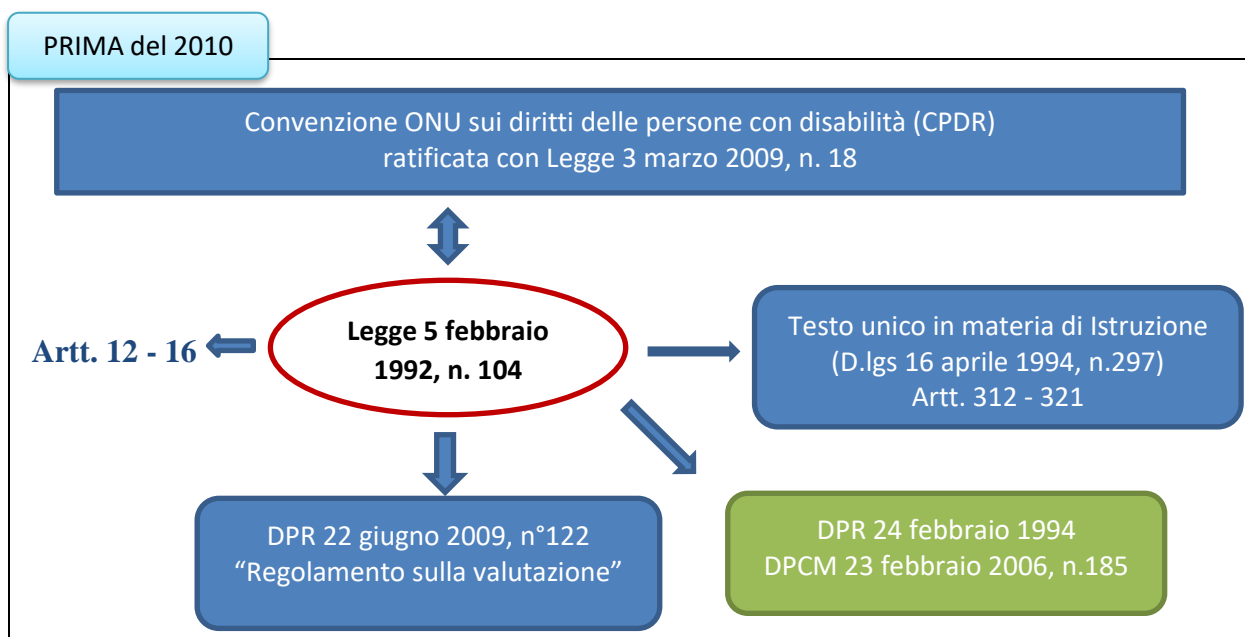 PRIMA del 2010
Convenzione ONU sui diritti delle persone con disabilità (CPDR)
ratificata con Legge 3 marzo 2009, n. 18
Artt. 12 - 16
Legge 5 febbraio
1992, n. 104
Testo unico in materia di Istruzione
(D.lgs 16 aprile 1994, n.297)
Artt. 312 - 321
DPR 22 giugno 2009, n°122
“Regolamento sulla valutazione”
DPR 24 febbraio 1994
DPCM 23 febbraio 2006, n.185